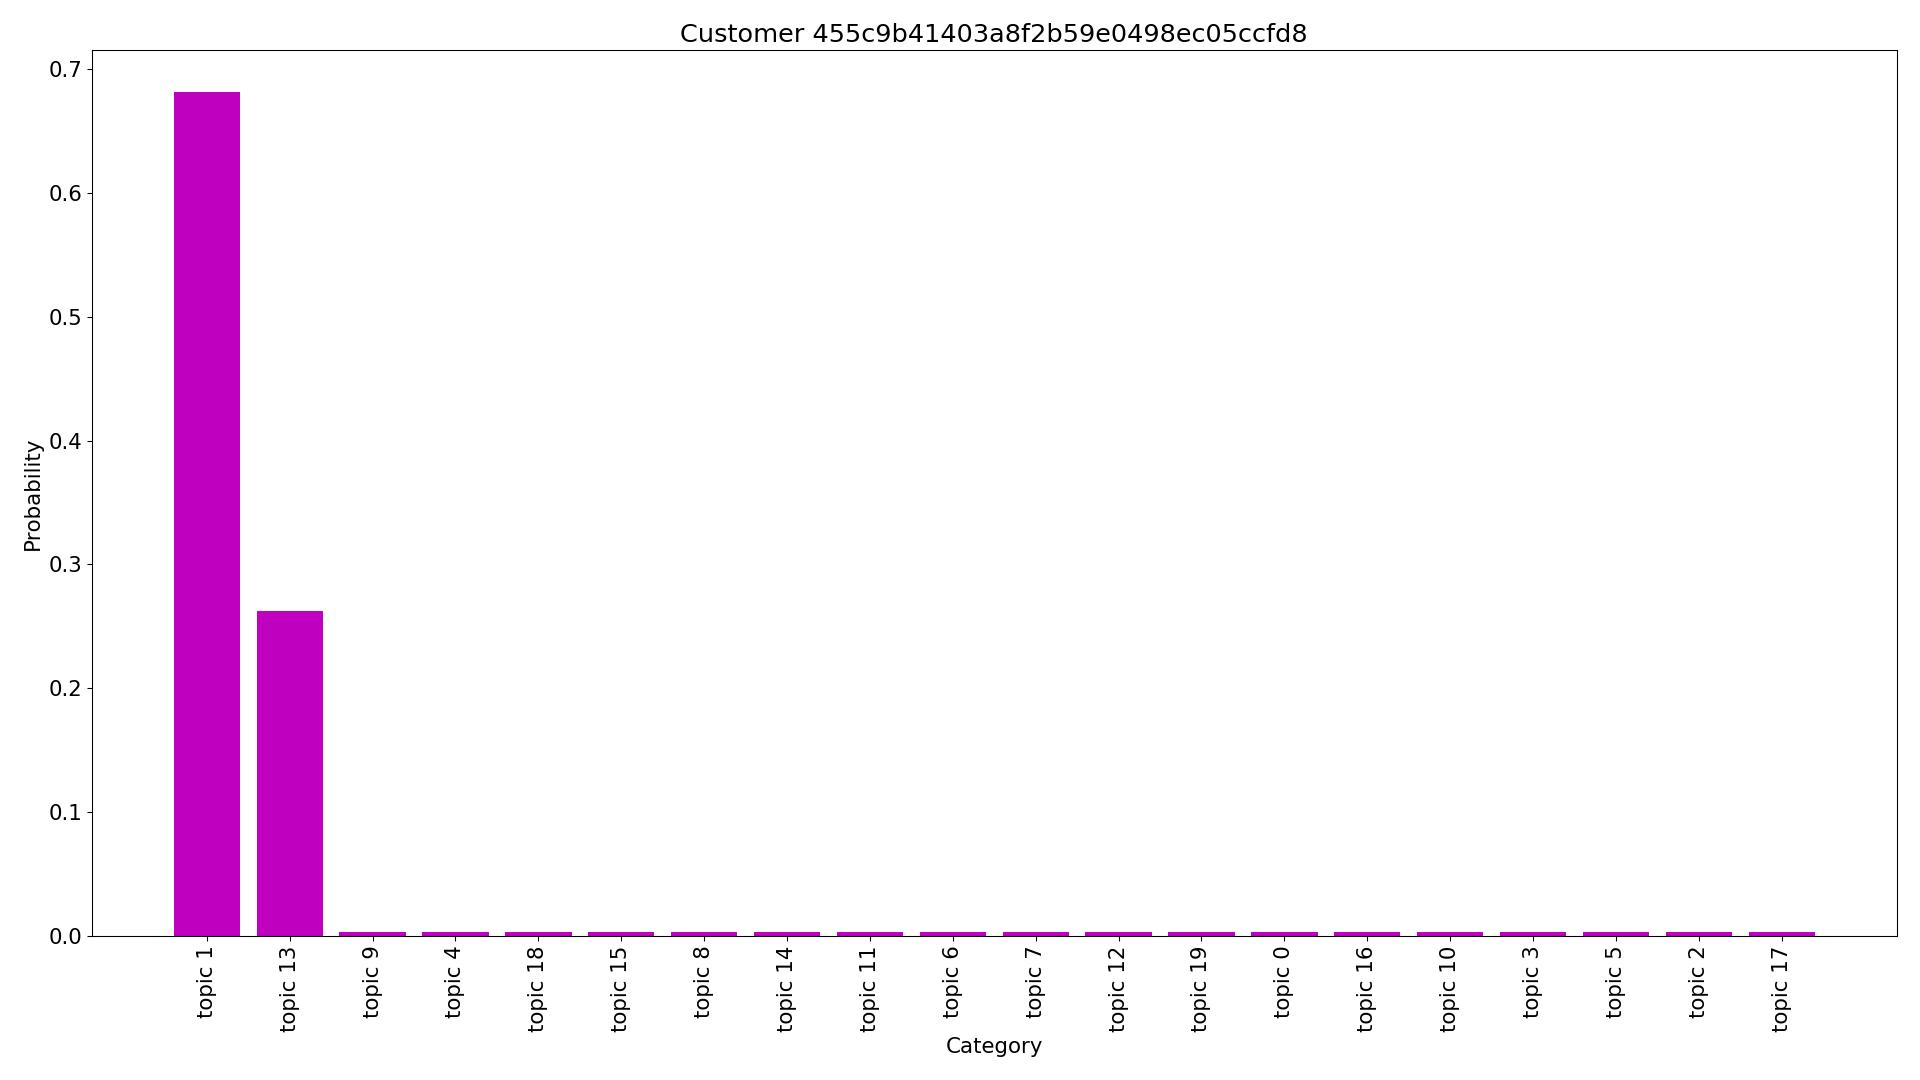 Customer 455c9b41403a8f2b59e0498ec05ccfd8
Probability
0.7
0.6
0.5
0.4
0.3
0.2
0.1
0.0
topic 1
topic 13
topic 9
topic 4
topic 18
topic 15
topic 8
topic 14
topic 11
topic 6
topic 7
topic 12
topic 19
topic 0
topic 16
topic 10
topic 3
topic 5
topic 2
topic 17
Category